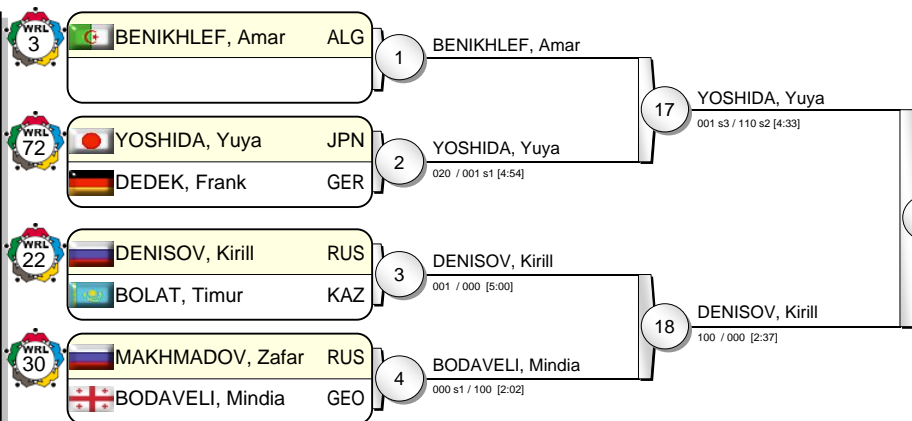 WRL 3 BENIKHLEF, Amar ALG
1 BENIKHLEF, Amar
17 YOSHIDA, Yuya
001 s3 / 110 s2 [4:33]
WRL 72 YOSHIDA, Yuya JPN
DEDEK, Frank GER
2 YOSHIDA, Yuya
020 / 001 s1 [4:54]
WRL 22 DENISOV, Kirill RUS
BOLAT, Timur KAZ
3 DENISOV, Kirill
001 / 000 [5:00]
18 DENISOV, Kirill
100 / 000 [2:37]
WRL 30 MAKHMADOV, Zafar RUS
BODAVELI, Mindia GEO
4 BODAVELI, Mindia
000 s1 / 100 [2:02]